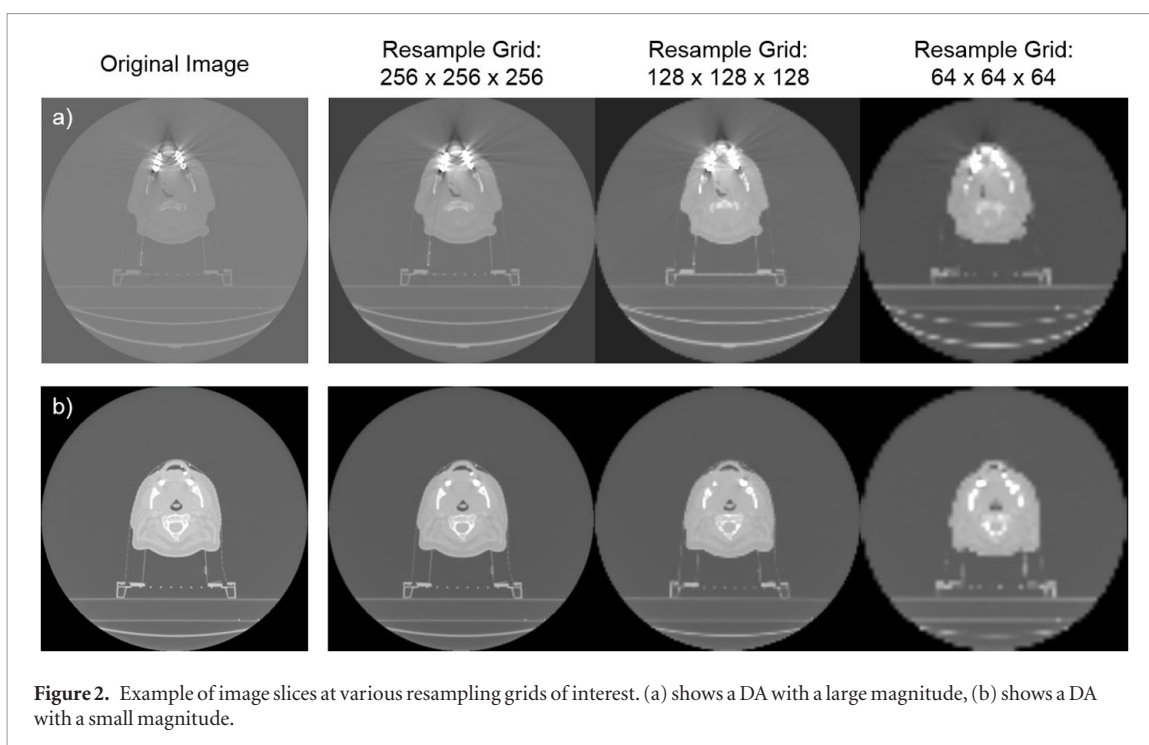 Original Image
Resample Grid:
256 x 256 x 256
Resample Grid:
128 x 128 x 128
Resample Grid:
64 x 64 x 64
a)
b)
Figure 2. Example of image slices at various resampling grids of interest. (a) shows a DA with a large magnitude, (b) shows a DA
with a small magnitude.